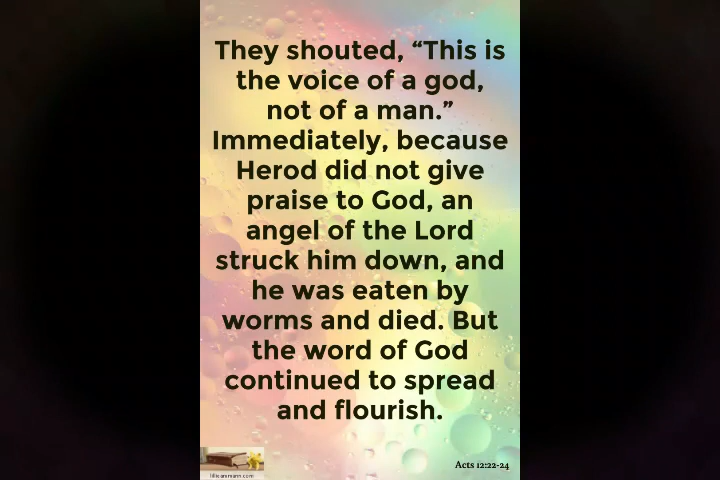 They shouted, “This is
the voice of a god,
not of a man.”
Immediately, because
Herod did not give
praise to God, an
angel of the Lord
struck him down, and
he was eaten by
worms and died. But
the word of God
continued to spread
and flourish.
Acts 12:22-24